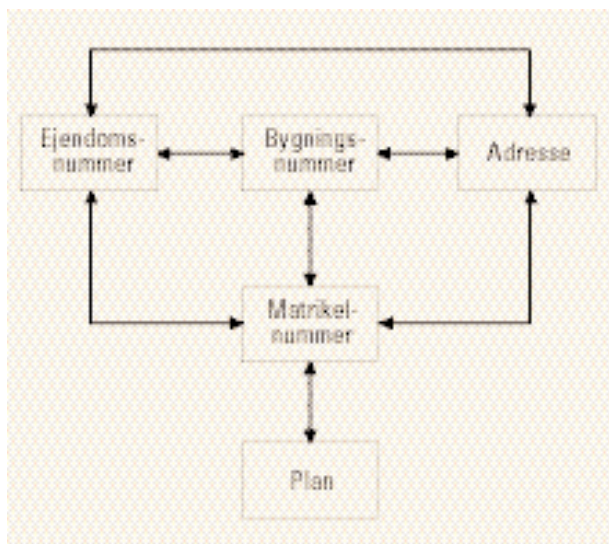 Ejendoms-
nummer
Bygnings-
nummer
Adresse
Matrikel-
nummer
Plan